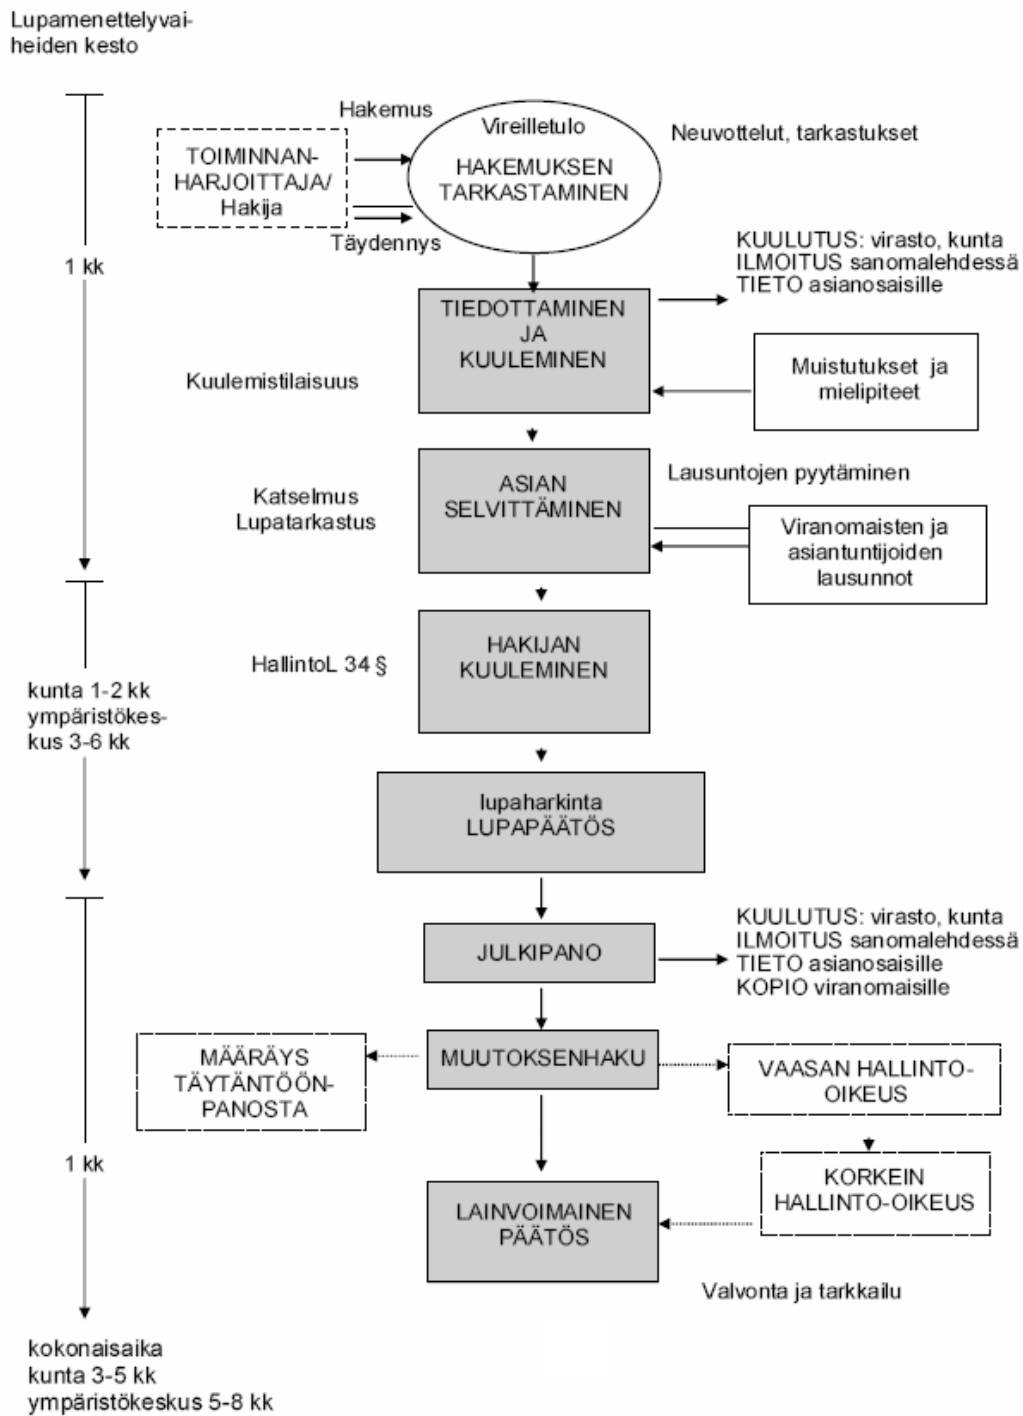 Lupamenettelyvai-
heiden kesto
Hakemus
Vireilletulo
HAKEMUKSEN
TARKASTAMINEN
Neuvottelut, tarkastukset
TOIMINNAN-
HARJOITTAJA/
Hakija
Täydennys
1 kk
KUULUTUS: virasto, kunta
ILMOITUS sanomalehdessä
TIETO asianosaisille
TIEDOTTAMINEN
JA
KUULEMINEN
Kuulemistilaisuus
Muistutukset ja
mielipiteet
ASIAN
SELVITTÄMINEN
Lausuntojen pyytäminen
Katselmus
Lupatarkastus
Viranomaisten ja
asiantuntijoiden
lausunnot
HAKIJAN
KUULEMINEN
HallintoL 34 §
kunta 1-2 kk
ympäristökes-
kus 3-6 kk
lupaharkinta
LUPAPÄÄTÖS
JULKIPANO
KUULUTUS: virasto, kunta
ILMOITUS sanomalehdessä
TIETO asianosaisille
KOPIO viranomaisille
MÄÄRÄYS
TÄYTÄNTÖÖN-
PANOSTA
MUUTOKSENHAKU
VAASAN HALLINTO-
OIKEUS
1 kk
KORKEIN
HALLINTO-OIKEUS
LAINVOIMAINEN
PÄÄTÖS
Valvonta ja tarkkailu
kokonaisaika
kunta 3-5 kk
ympäristökeskus 5-8 kk